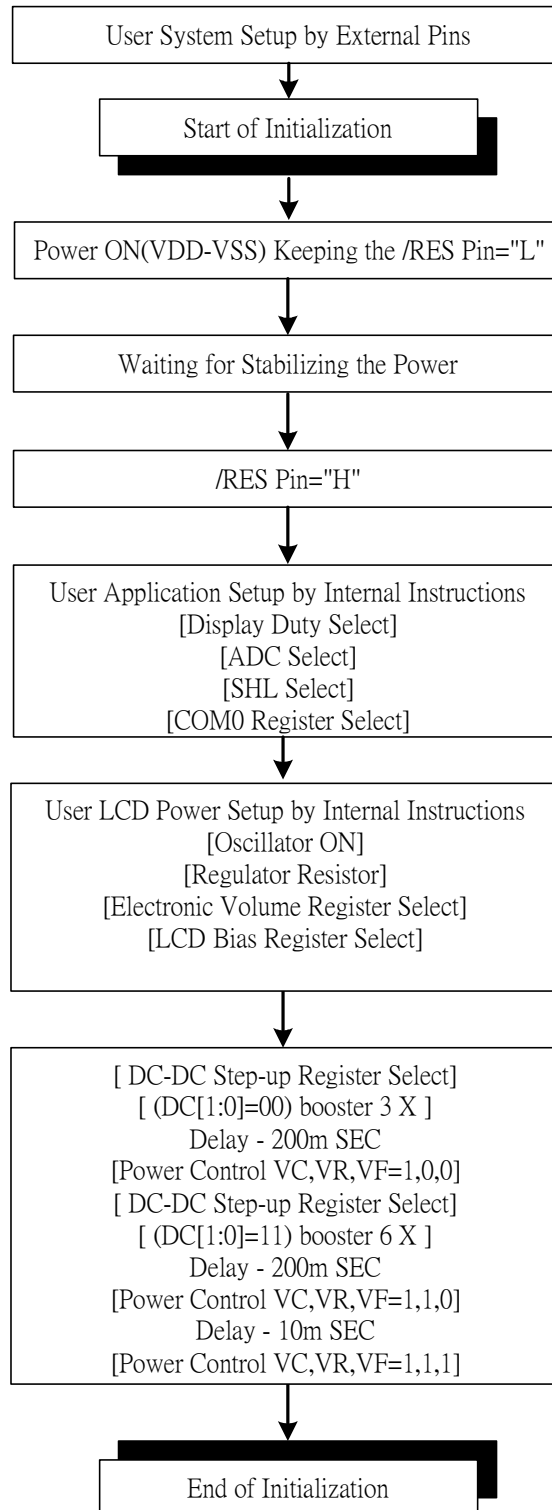 User System Setup by External Pins
Start of Initialization
Power ON(VDD-VSS) Keeping the /RES Pin="L"
Waiting for Stabilizing the Power
/RES Pin="H"
User Application Setup by Internal Instructions
[Display Duty Select]
[ADC Select]
[SHL Select]
[COM0 Register Select]
User LCD Power Setup by Internal Instructions
[Oscillator ON]
[Regulator Resistor]
[Electronic Volume Register Select]
[LCD Bias Register Select]
[ DC-DC Step-up Register Select]
[ (DC[1:0]=00) booster 3 X ]
Delay - 200m SEC
[Power Control VC,VR,VF=1,0,0]
[ DC-DC Step-up Register Select]
[ (DC[1:0]=11) booster 6 X ]
Delay - 200m SEC
[Power Control VC,VR,VF=1,1,0]
Delay - 10m SEC
[Power Control VC,VR,VF=1,1,1]
End of Initialization